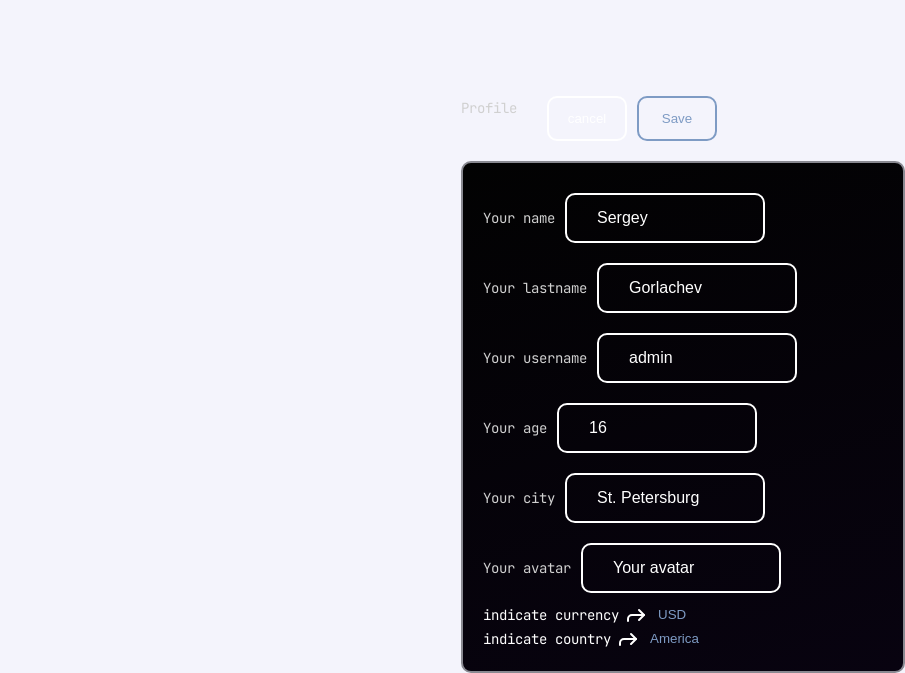 Profile cancel Save
Your name Sergey
Your lastname Gorlachev
Your username admin
Your age 16
Your city St. Petersburg
Your avatar Your avatar
indicate currency USD
indicate country America